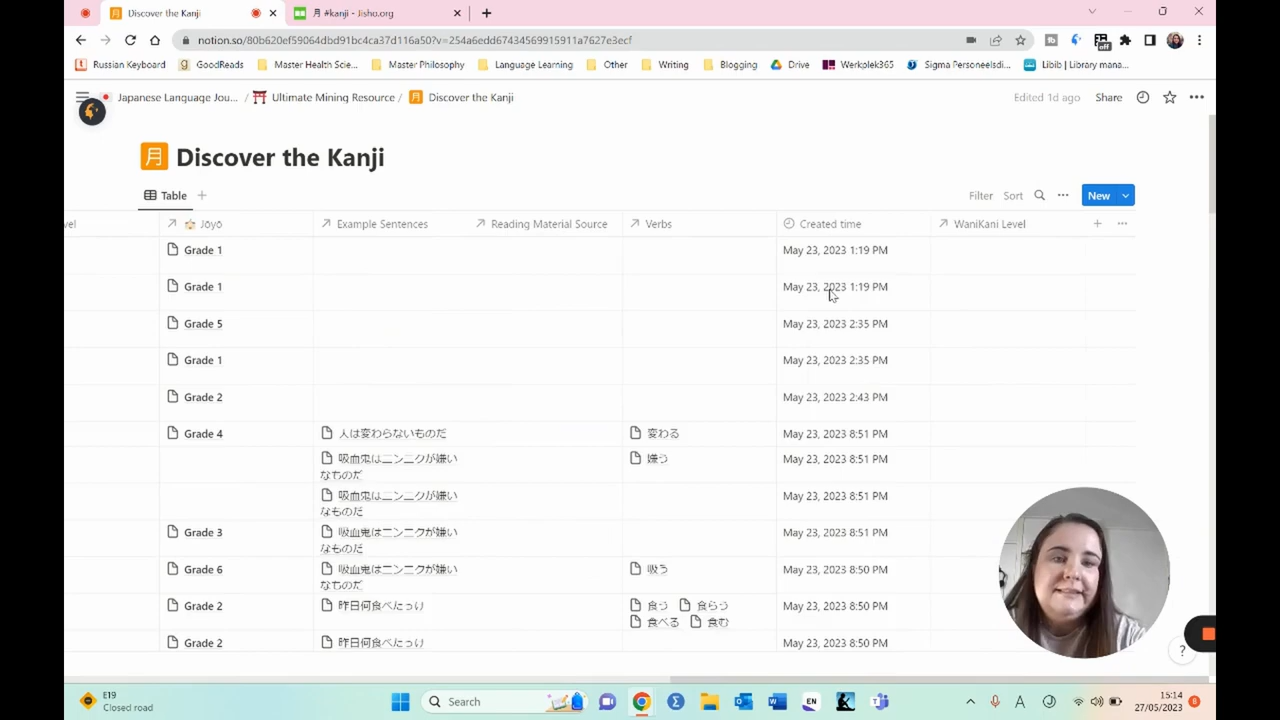 Discover the Kanji
月 #kanji - Jisho.org
notion.so/80b620ef59064dbd91bc4ca37d116a50?v=254a6edd67434569915911a7627e3ecf
off
Russian Keyboard GoodReads Master Health Scie... Master Philosophy Language Learning Other Writing Blogging Drive Werkplek365 Sigma Personeelsdi... Libib | Library mana...
Japanese Language Jou... / Ultimate Mining Resource / Discover the Kanji Edited 1d ago Share
月 Discover the Kanji
Table Filter Sort New
vel Jōyō Example Sentences Reading Material Source Verbs Created time WaniKani Level
Grade 1 May 23, 2023 1:19 PM
Grade 1 May 23, 2023 1:19 PM
Grade 5 May 23, 2023 2:35 PM
Grade 1 May 23, 2023 2:35 PM
Grade 2 May 23, 2023 2:43 PM
Grade 4 人は変わらないものだ 変わる May 23, 2023 8:51 PM
吸血鬼はニンニクが嫌い 嫌う May 23, 2023 8:51 PM
なものだ
吸血鬼はニンニクが嫌い May 23, 2023 8:51 PM
なものだ
Grade 3 吸血鬼はニンニクが嫌い May 23, 2023 8:51 PM
なものだ
Grade 6 吸血鬼はニンニクが嫌い 吸う May 23, 2023 8:50 PM
なものだ
Grade 2 昨日何食べたっけ 食う 食らう May 23, 2023 8:50 PM
食べる 食む
Grade 2 昨日何食べたっけ May 23, 2023 8:50 PM
?
E19
Closed road
Search
EN
A
15:14
27/05/2023
8